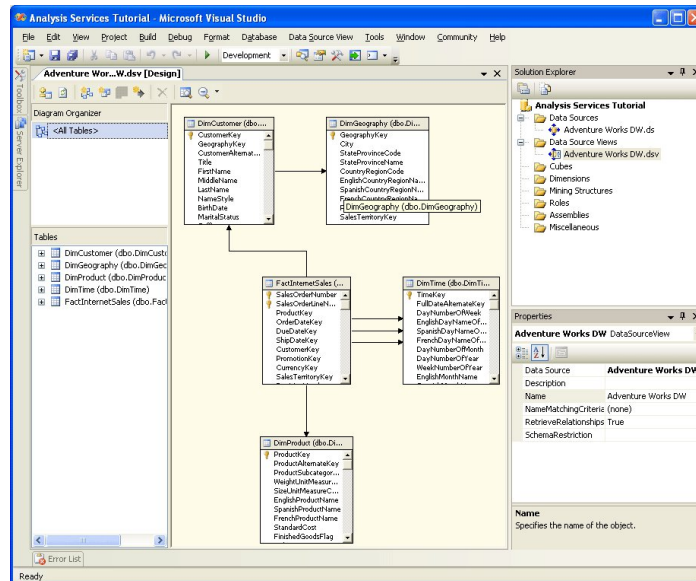 Analysis Services Tutorial - Microsoft Visual Studio
File Edit View Project Build Debug Format Database Data Source View Tools Window Community Help
Development
Toolbox
Server Explorer
Adventure Wor...W.dsv [Design]
Diagram Organizer
<All Tables>
Tables
DimCustomer (dbo.DimCusto
DimGeography (dbo.DimGeo
DimProduct (dbo.DimProduc
DimTime (dbo.DimTime)
FactInternetSales (dbo.Fact
DimCustomer (dbo....
CustomerKey
GeographyKey
CustomerAlternat...
Title
FirstName
MiddleName
LastName
NameStyle
BirthDate
MaritalStatus
DimGeography (dbo.Di...
GeographyKey
City
StateProvinceCode
StateProvinceName
CountryRegionCode
EnglishCountryRegionNa...
SpanishCountryRegionN...
FrenchCountryRegionNa...
DimGeography (dbo.DimGeography)
SalesTerritoryKey
FactInternetSales (...
SalesOrderNumber
SalesOrderLineN...
ProductKey
OrderDateKey
DueDateKey
ShipDateKey
CustomerKey
PromotionKey
CurrencyKey
SalesTerritoryKey
DimTime (dbo.DimTi...
TimeKey
FullDateAlternateKey
DayNumberOfWeek
EnglishDayNameOf...
SpanishDayNameO...
FrenchDayNameOf...
DayNumberOfMonth
DayNumberOfYear
WeekNumberOfYear
EnglishMonthName
DimProduct (dbo.Di...
ProductKey
ProductAlternateKey
ProductSubcategor...
WeightUnitMeasur...
SizeUnitMeasureC...
EnglishProductName
SpanishProductName
FrenchProductName
StandardCost
FinishedGoodsFlag
Solution Explorer
Analysis Services Tutorial
Data Sources
Adventure Works DW.ds
Data Source Views
Adventure Works DW.dsv
Cubes
Dimensions
Mining Structures
Roles
Assemblies
Miscellaneous
Properties
Adventure Works DW DataSourceView
Data Source Adventure Works DW
Description
Name Adventure Works DW
NameMatchingCriteria (none)
RetrieveRelationships True
SchemaRestriction
Name
Specifies the name of the object.
Error List
Ready